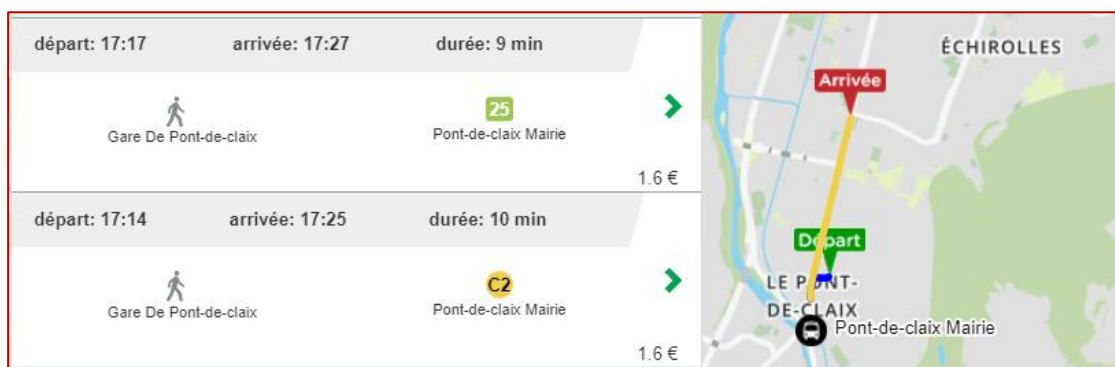 départ: 17:17 arrivée: 17:27 durée: 9 min
25
Gare De Pont-de-claix Pont-de-claix Mairie
1.6 €
départ: 17:14 arrivée: 17:25 durée: 10 min
C2
Gare De Pont-de-claix Pont-de-claix Mairie
1.6 €
ÉCHIROLLES
Arrivée
Départ
LE PONT-
DE-CLAIX
Pont-de-claix Mairie